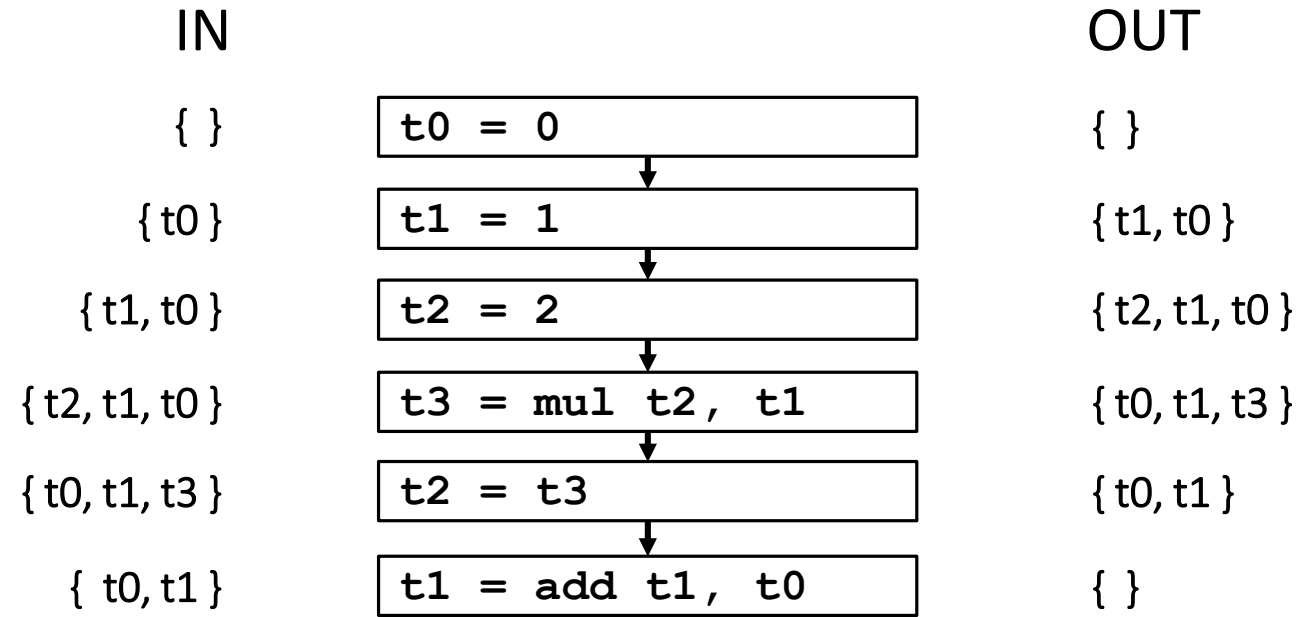 IN OUT
{ } t0 = 0 { }
{ t0 } t1 = 1 { t1, t0 }
{ t1, t0 } t2 = 2 { t2, t1, t0 }
{ t2, t1, t0 } t3 = mul t2, t1 { t0, t1, t3 }
{ t0, t1, t3 } t2 = t3 { t0, t1 }
{ t0, t1 } t1 = add t1, t0 { }